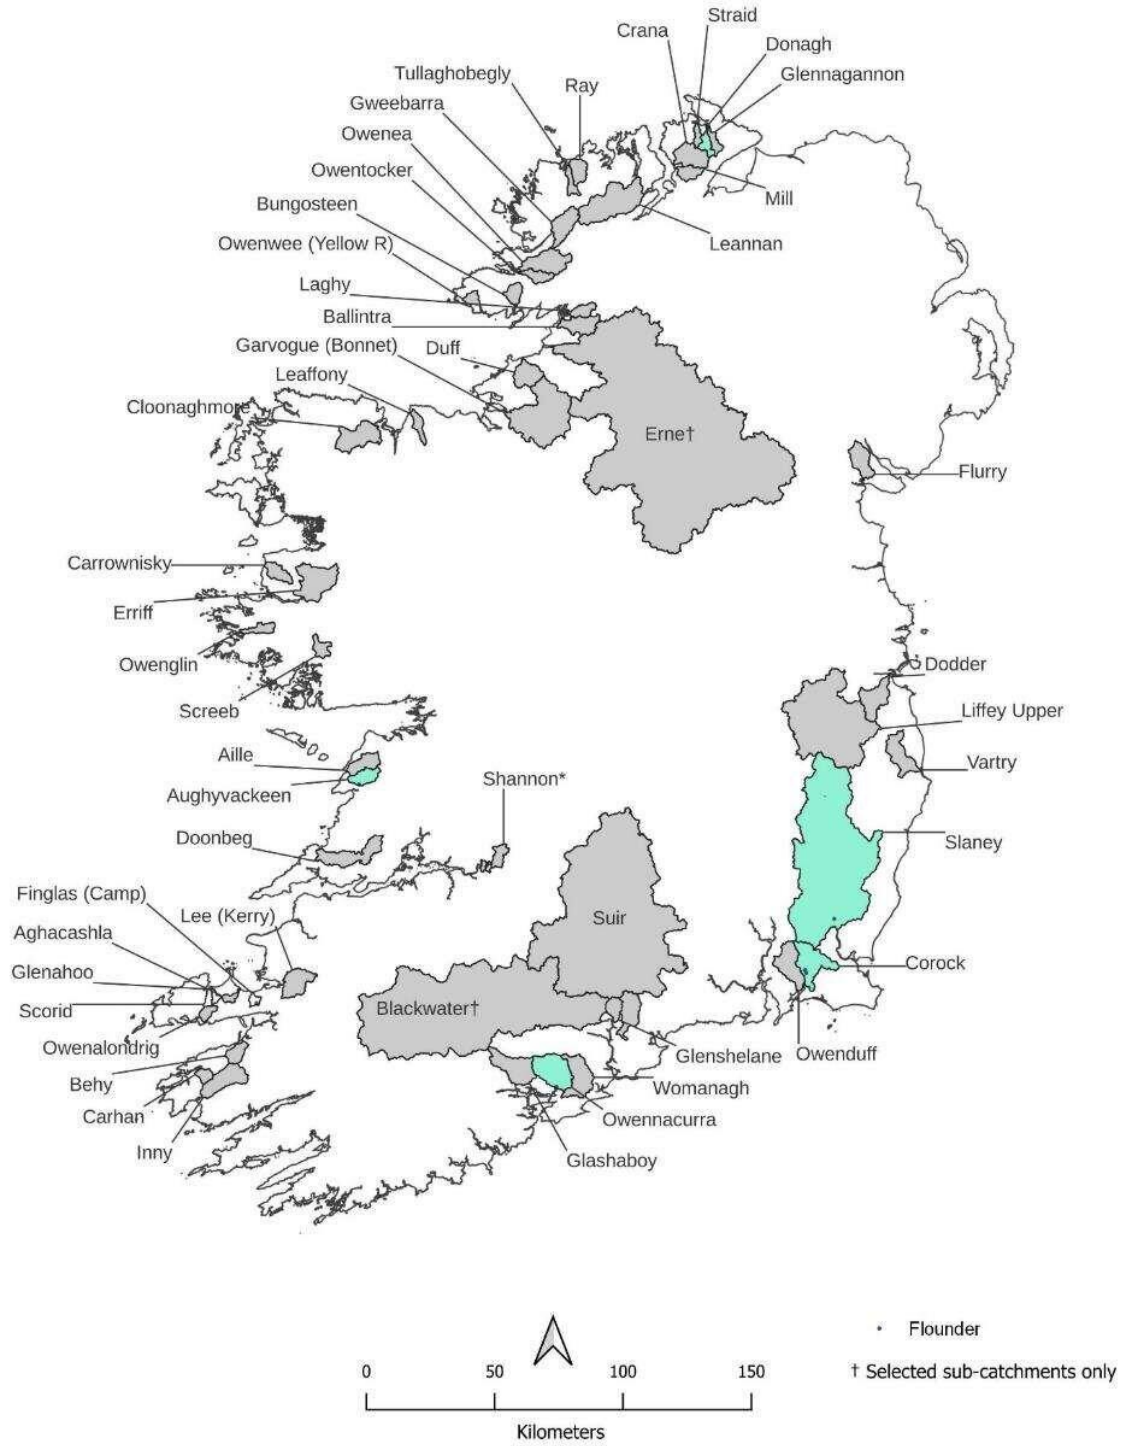 Straid
Crana
Donagh
Tullaghobegly
Glennagannon
Ray
Gweebarra
Owenea
Owentocker
Mill
Bungosteen
Owenwee (Yellow R)
Leannan
Laghy
Ballintra
Garvogue (Bonnet)
Duff
Leaffony
Cloonaghmore
Erne†
Flurry
Carrownisky
Erriff
Owenglin
Dodder
Screeb
Liffey Upper
Aille
Vartry
Shannon*
Aughyvackeen
Doonbeg
Slaney
Finglas (Camp)
Lee (Kerry)
Suir
Aghacashla
Corock
Glenahoo
Scorid
Blackwater†
Owenalondrig
Glenshelane
Owenduff
Behy
Womanagh
Carhan
Owennacurra
Inny
Glashaboy
Flounder
0 50 100 150
† Selected sub-catchments only
Kilometers